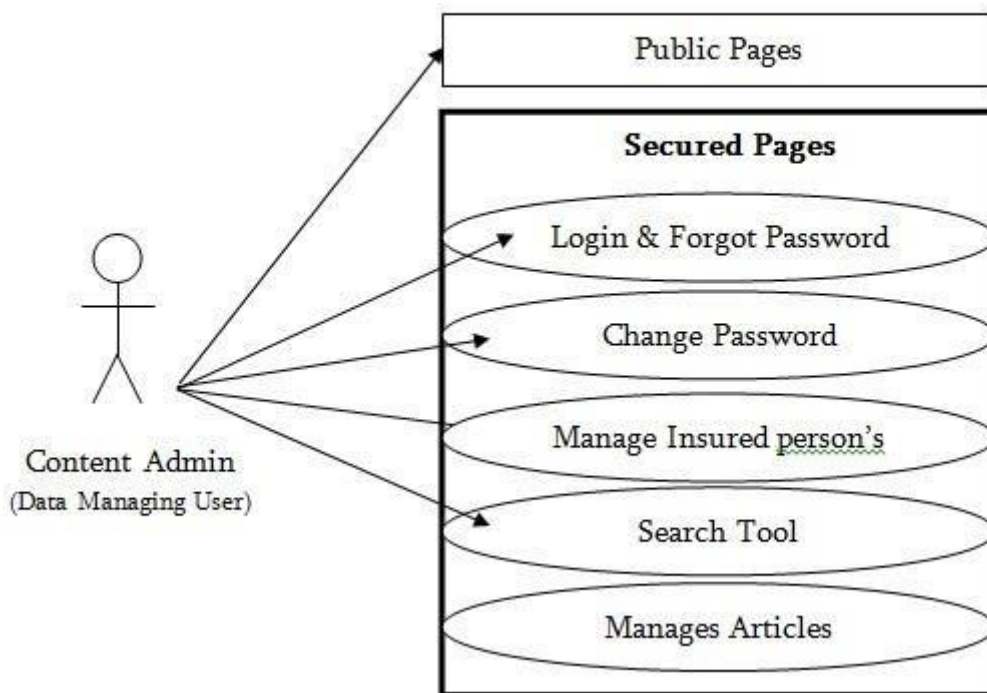 Public Pages
Secured Pages
Login & Forgot Password
Change Password
Manage Insured person's
Search Tool
Manages Articles
Content Admin
(Data Managing User)